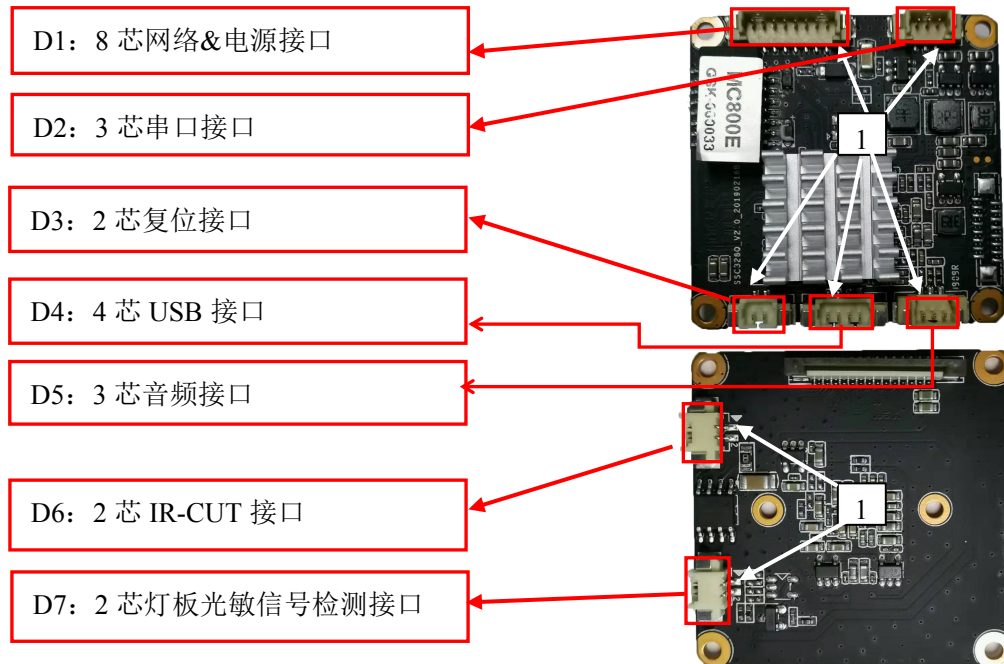 D1：8 芯网络&电源接口
D2：3 芯串口接口
D3：2 芯复位接口
D4：4 芯 USB 接口
D5：3 芯音频接口
D6：2 芯 IR-CUT 接口
D7：2 芯灯板光敏信号检测接口
MC800E
1
1